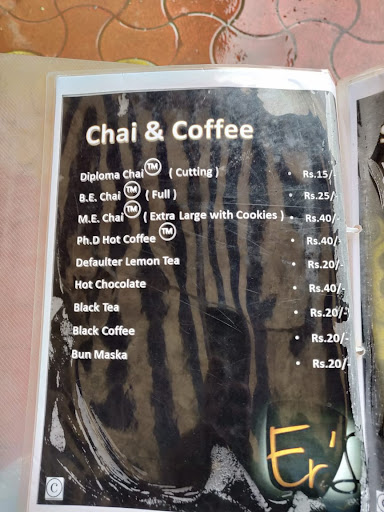 Chai & Coffee
Diploma Chai TM ( Cutting ) • Rs.15/-
B.E. Chai TM ( Full ) • Rs.25/-
M.E. Chai TM ( Extra Large with Cookies ) • Rs.40/-
Ph.D Hot Coffee TM • Rs.40/-
Defaulter Lemon Tea • Rs.20/-
Hot Chocolate • Rs.40/-
Black Tea • Rs.20/-
Black Coffee • Rs.20/-
Bun Maska • Rs.20/-
Er's
©